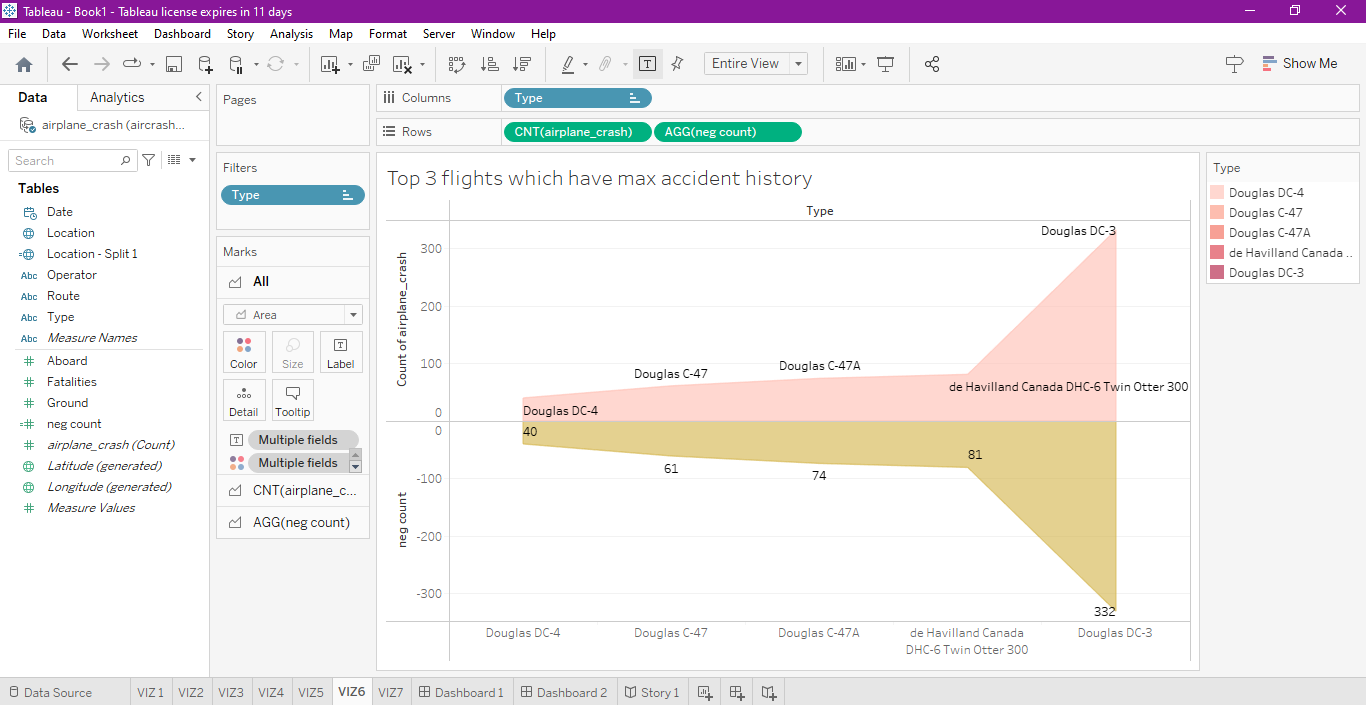 Tableau - Book1 - Tableau license expires in 11 days
File Data Worksheet Dashboard Story Analysis Map Format Server Window Help
Entire View
Show Me
Data Analytics
airplane_crash (aircrash...
Search
Tables
Date
Location
Location - Split 1
Abc Operator
Abc Route
Abc Type
Abc Measure Names
Aboard
Fatalities
Ground
neg count
airplane_crash (Count)
Latitude (generated)
Longitude (generated)
Measure Values
Pages
Filters
Type
Marks
All
Area
Color Size Label
Detail Tooltip
Multiple fields
Multiple fields
CNT(airplane_c...
AGG(neg count)
Columns Type
Rows CNT(airplane_crash) AGG(neg count)
Top 3 flights which have max accident history
Type
Count of airplane_crash
300
200
100
0
Douglas DC-3
Douglas C-47A
Douglas C-47
de Havilland Canada DHC-6 Twin Otter 300
Douglas DC-4
neg count
0
-100
-200
-300
40
61
74
81
332
Douglas DC-4 Douglas C-47 Douglas C-47A de Havilland Canada Douglas DC-3
DHC-6 Twin Otter 300
Type
Douglas DC-4
Douglas C-47
Douglas C-47A
de Havilland Canada ..
Douglas DC-3
Data Source VIZ 1 VIZ2 VIZ3 VIZ4 VIZ5 VIZ6 VIZ7 Dashboard 1 Dashboard 2 Story 1